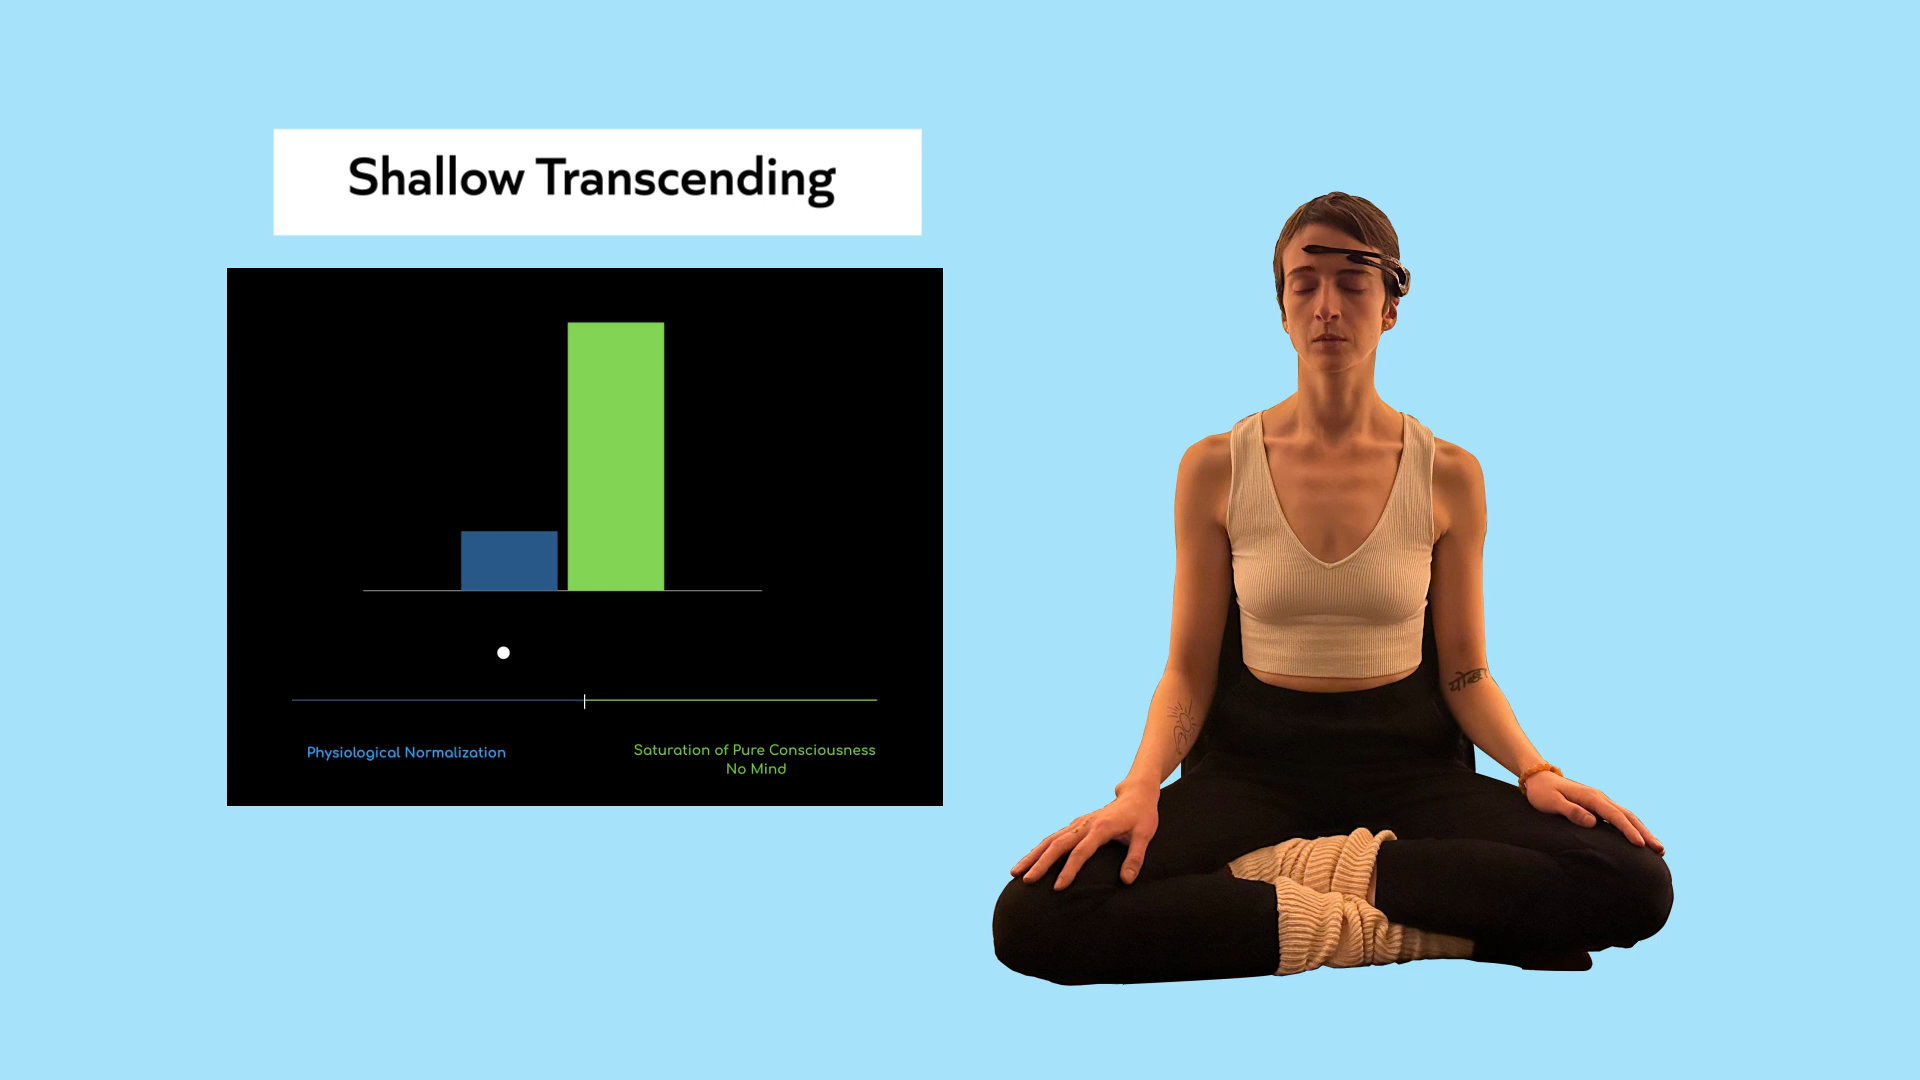 Shallow Transcending
Physiological Normalization
Saturation of Pure Consciousness
No Mind